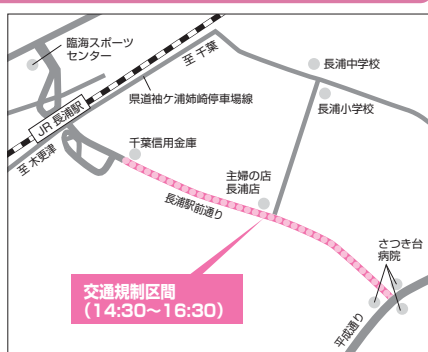 臨海スポーツ
センター
至 千葉
長浦中学校
県道袖ケ浦姉崎停車場線
長浦小学校
JR 長浦駅
千葉信用金庫
至 木更津
主婦の店
長浦店
長浦駅前通り
さつき台
病院
交通規制区間
(14:30～16:30)
平成通り